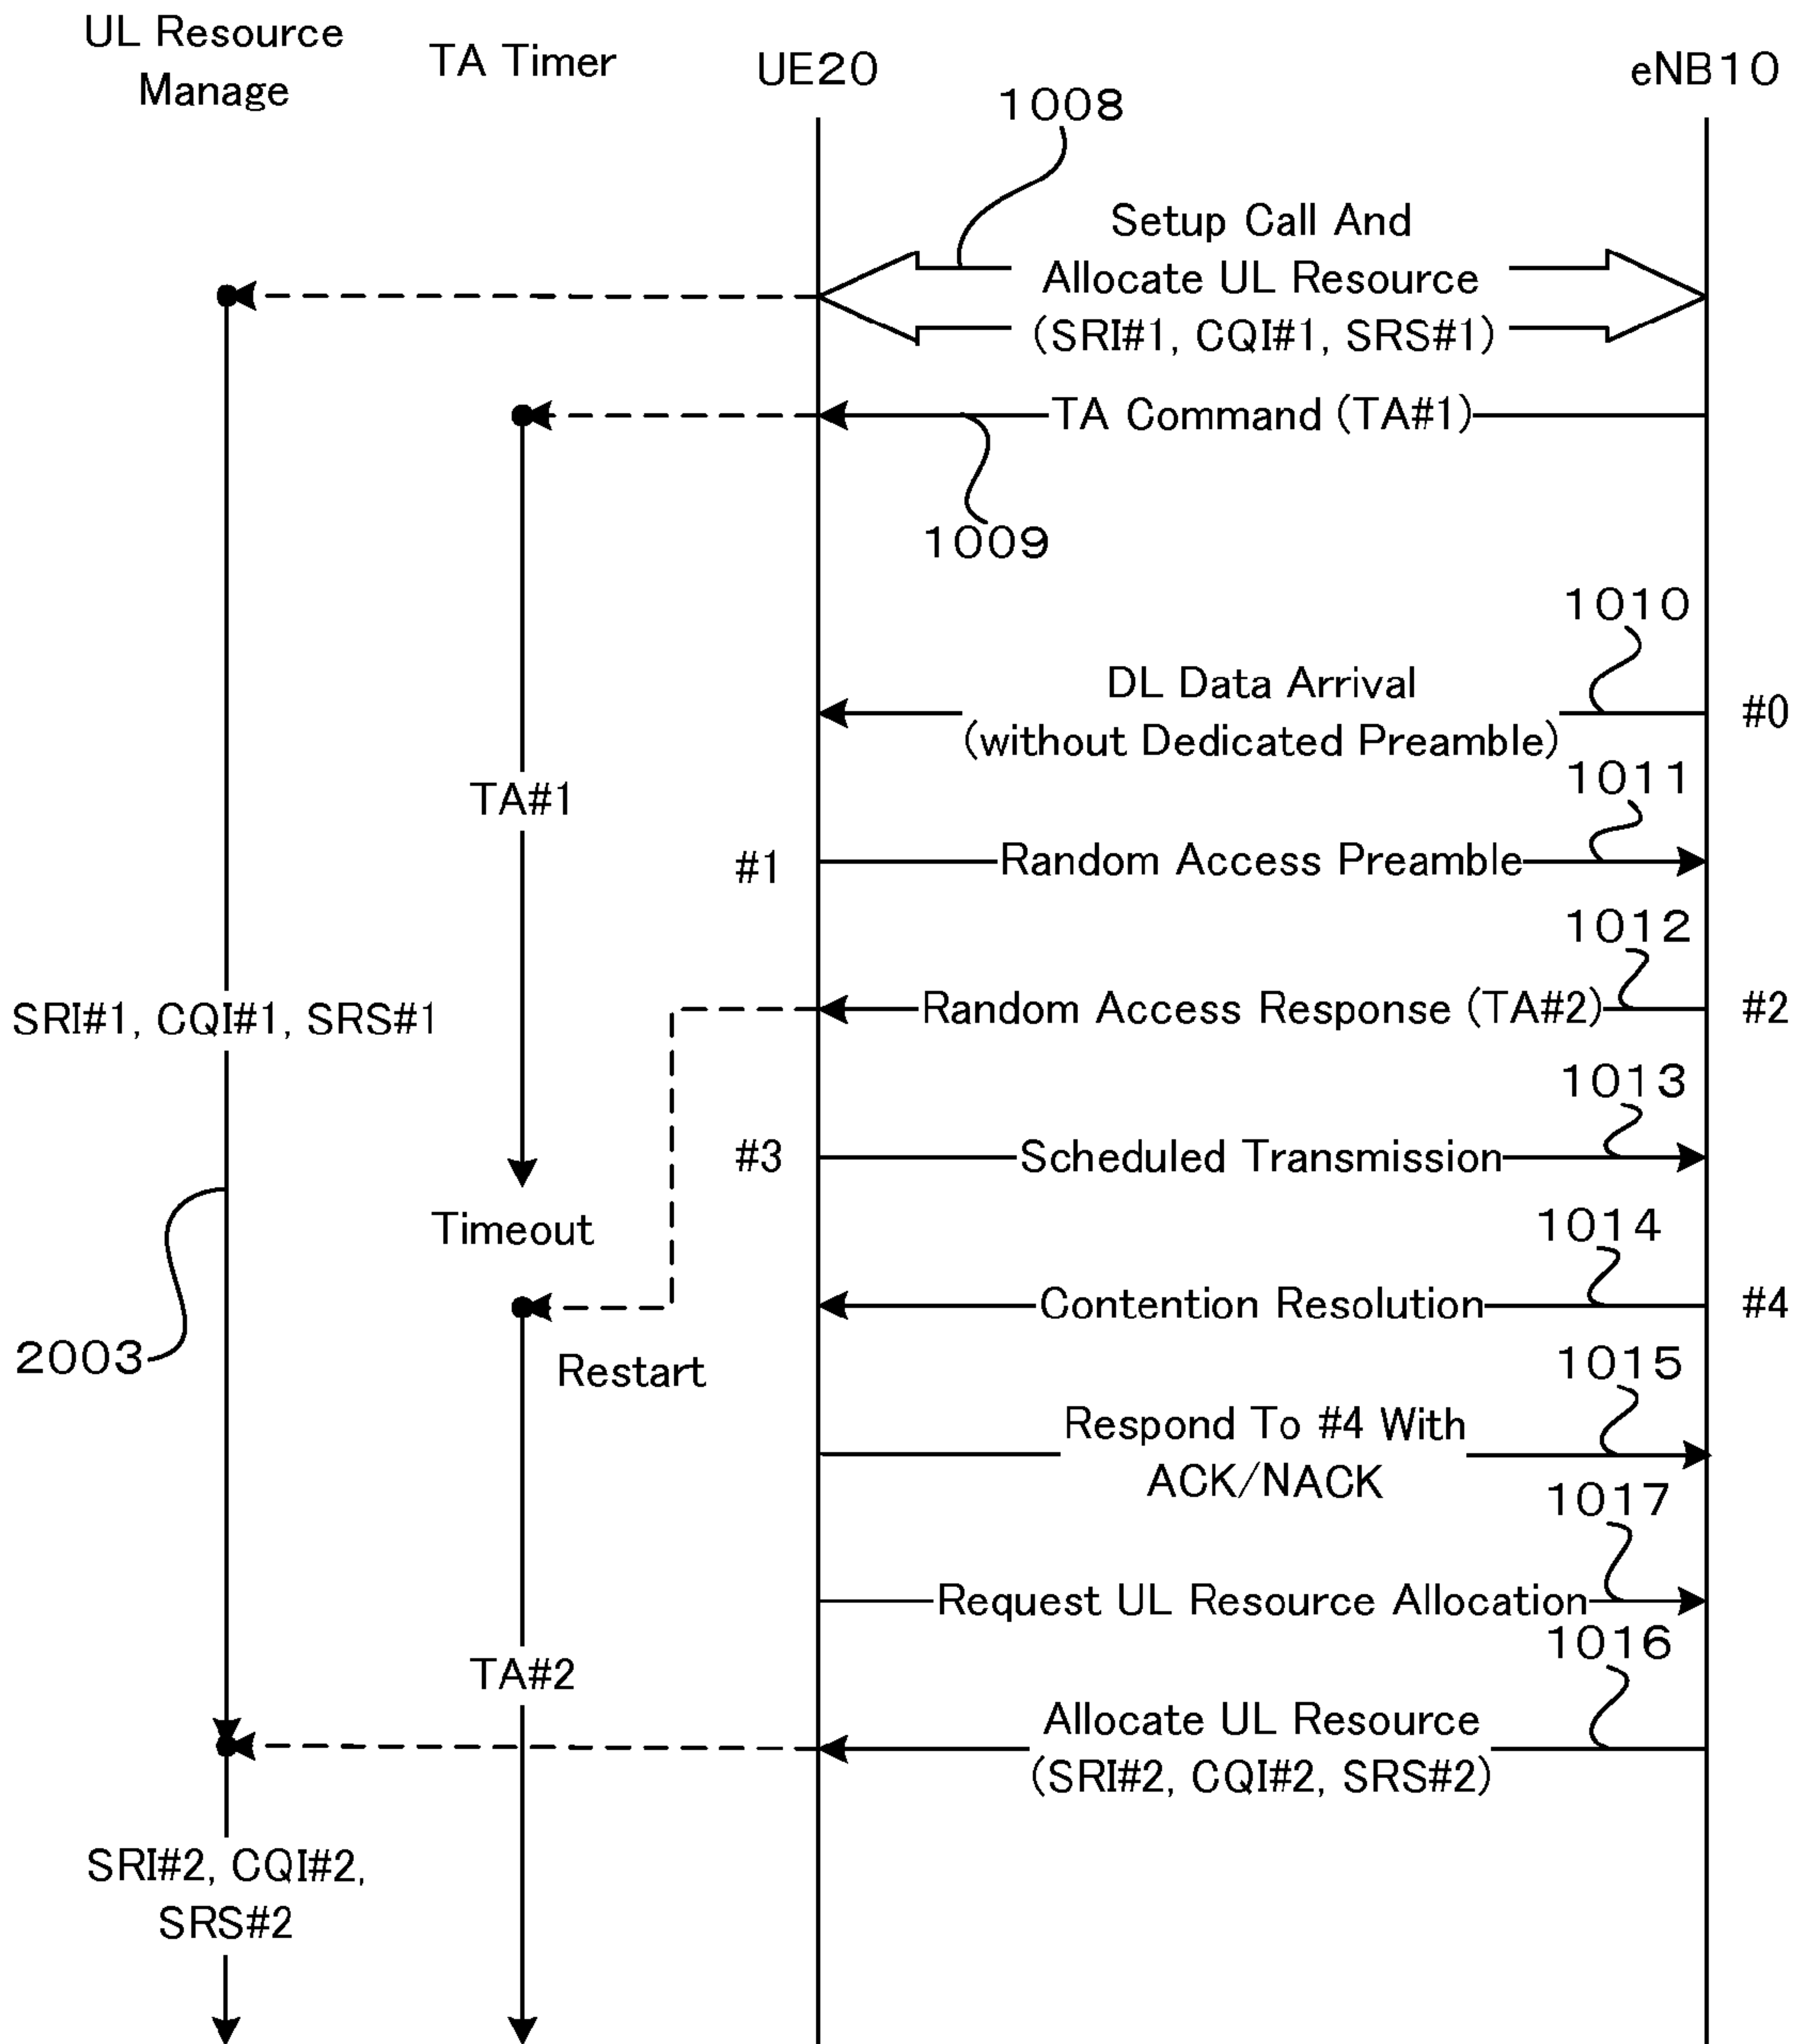 UL Resource
Manage
TA Timer
UE20
eNB10
1008
Setup Call And
Allocate UL Resource
(SRI#1, CQI#1, SRS#1)
TA Command (TA#1)
1009
1010
DL Data Arrival
(without Dedicated Preamble)
#0
TA#1
1011
#1
Random Access Preamble
1012
SRI#1, CQI#1, SRS#1
Random Access Response (TA#2)
#2
1013
#3
Scheduled Transmission
Timeout
1014
Contention Resolution
#4
2003
Restart
1015
Respond To #4 With
ACK/NACK
1017
Request UL Resource Allocation
1016
TA#2
Allocate UL Resource
(SRI#2, CQI#2, SRS#2)
SRI#2, CQI#2,
SRS#2